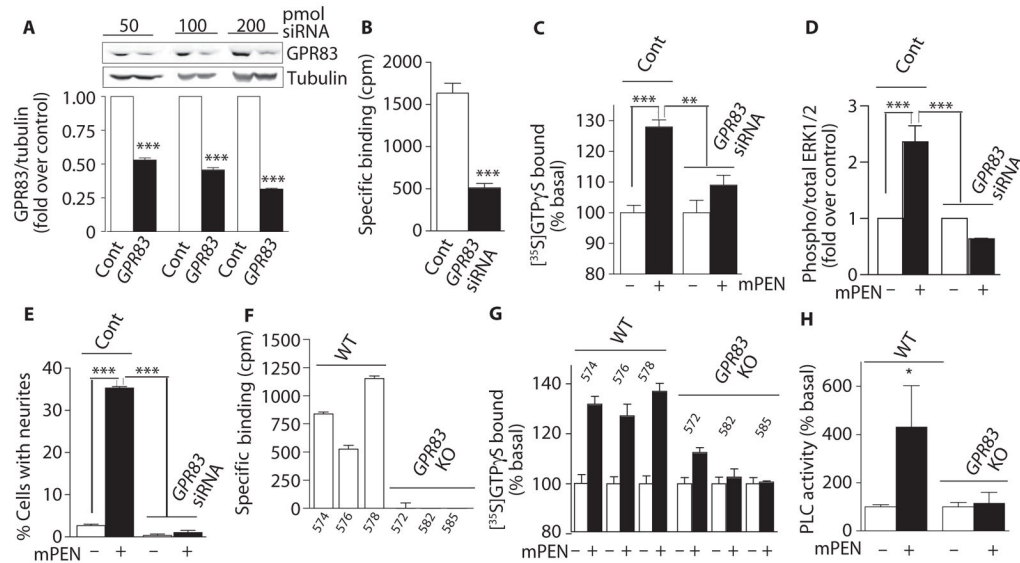 A
50 100 200 pmol siRNA
GPR83
Tubulin
GPR83/tubulin
(fold over control)
1.00
0.75
0.50
0.25
0
*** *** ***
Cont GPR83 Cont GPR83 Cont GPR83
B
Specific binding (cpm)
2000
1500
1000
500
0
***
Cont
GPR83
siRNA
C
Cont
*** **
GPR83
siRNA
[³⁵S]GTPγS bound
(% basal)
130
120
110
100
90
80
− + − + mPEN
D
Cont
*** ***
GPR83
siRNA
Phospho/total ERK1/2
(fold over control)
3
2
1
0
mPEN − + − +
E
Cont
*** ***
GPR83
siRNA
% Cells with neurites
40
30
20
10
0
mPEN − + − +
F
Specific binding (cpm)
1500
1250
1000
750
500
250
0
WT
GPR83
KO
574 576 578 572 582 585
G
WT
GPR83
KO
574 576 578 572 582 585
[³⁵S]GTPγS bound
(% basal)
140
120
100
80
mPEN − + − + − + − + − + − +
H
WT
*
GPR83
KO
PLC activity (% basal)
600
400
200
0
mPEN − + − +